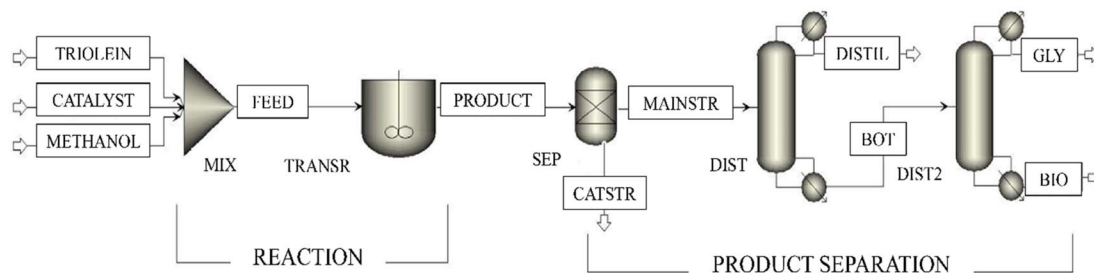 TRIOLEIN
CATALYST
METHANOL
MIX
FEED
TRANSR
PRODUCT
SEP
CATSTR
MAINSTR
DIST
DISTIL
BOT
DIST2
GLY
BIO
REACTION
PRODUCT SEPARATION